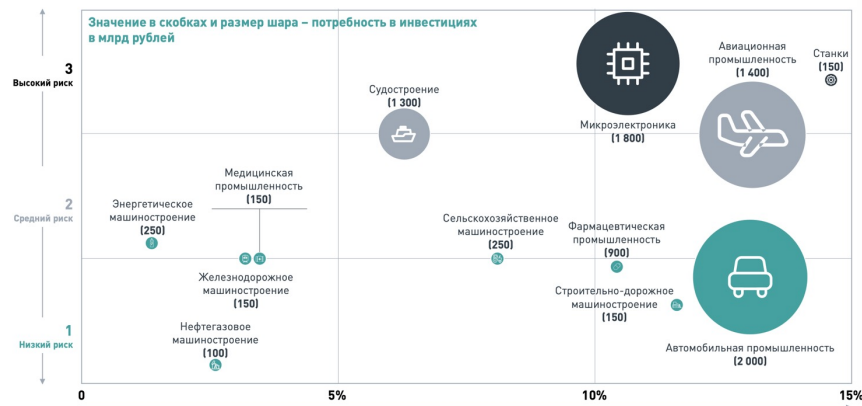 Значение в скобках и размер шара – потребность в инвестициях
в млрд рублей
3
Высокий риск
2
Средний риск
1
Низкий риск
Судостроение
(1 300)
Микроэлектроника
(1 800)
Авиационная
промышленность
(1 400)
Станки
(150)
Медицинская
промышленность
(150)
Энергетическое
машиностроение
(250)
Железнодорожное
машиностроение
(150)
Нефтегазовое
машиностроение
(100)
Сельскохозяйственное
машиностроение
(250)
Фармацевтическая
промышленность
(900)
Строительно-дорожное
машиностроение
(150)
Автомобильная промышленность
(2 000)
0
5%
10%
15%